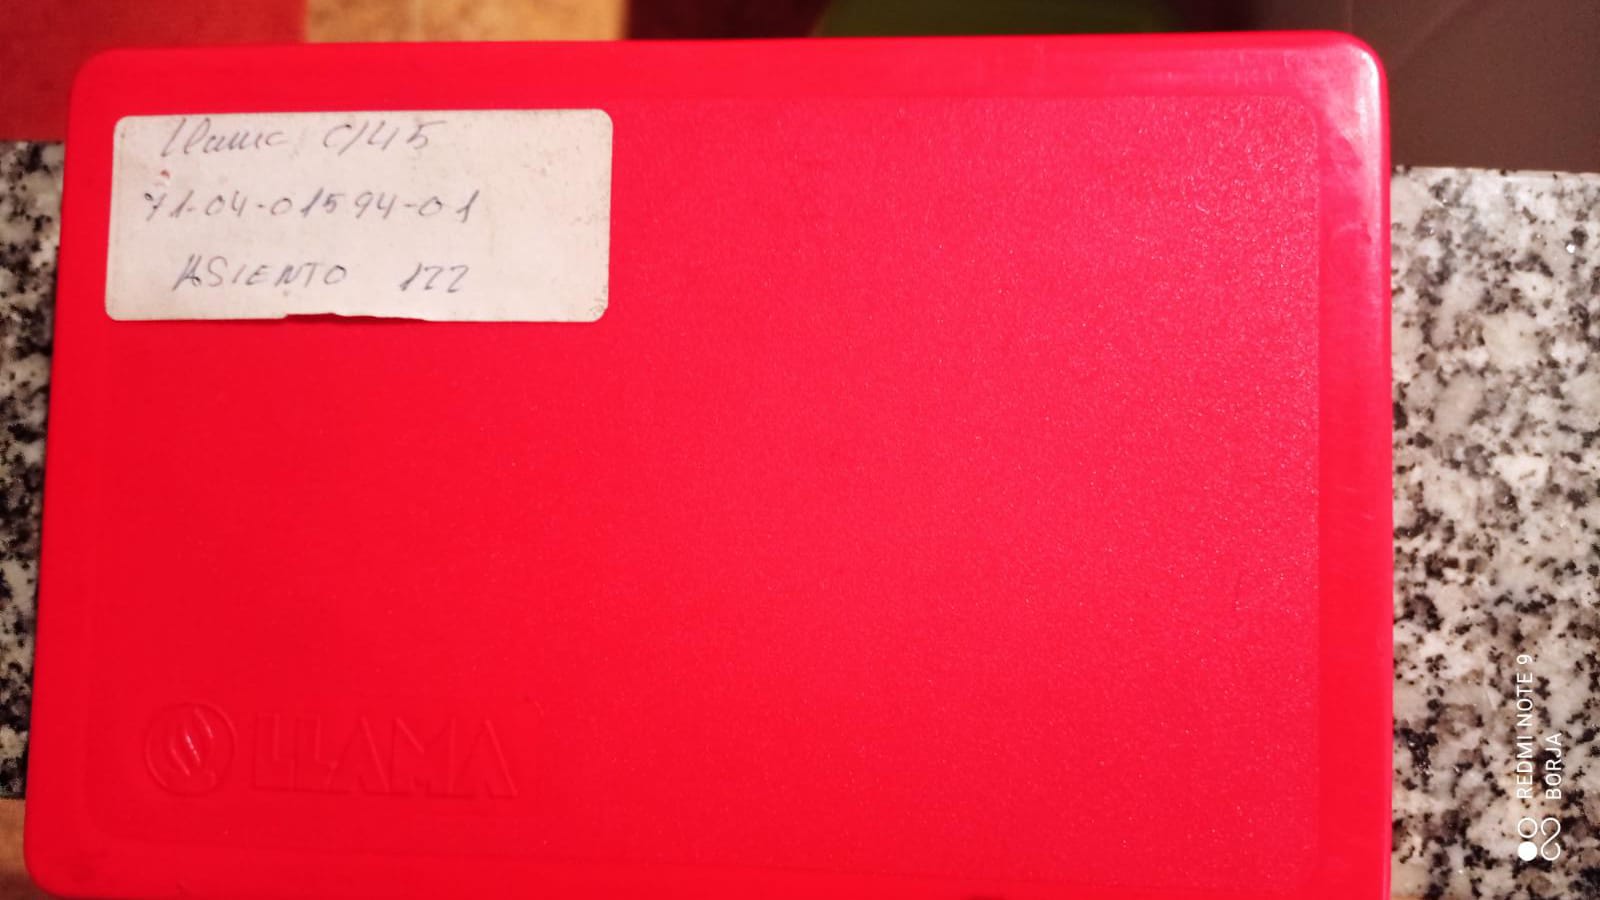 Llama C/45
71-04-01594-01
ASIENTO 122
LLAMA
REDMI NOTE 9
BORJA